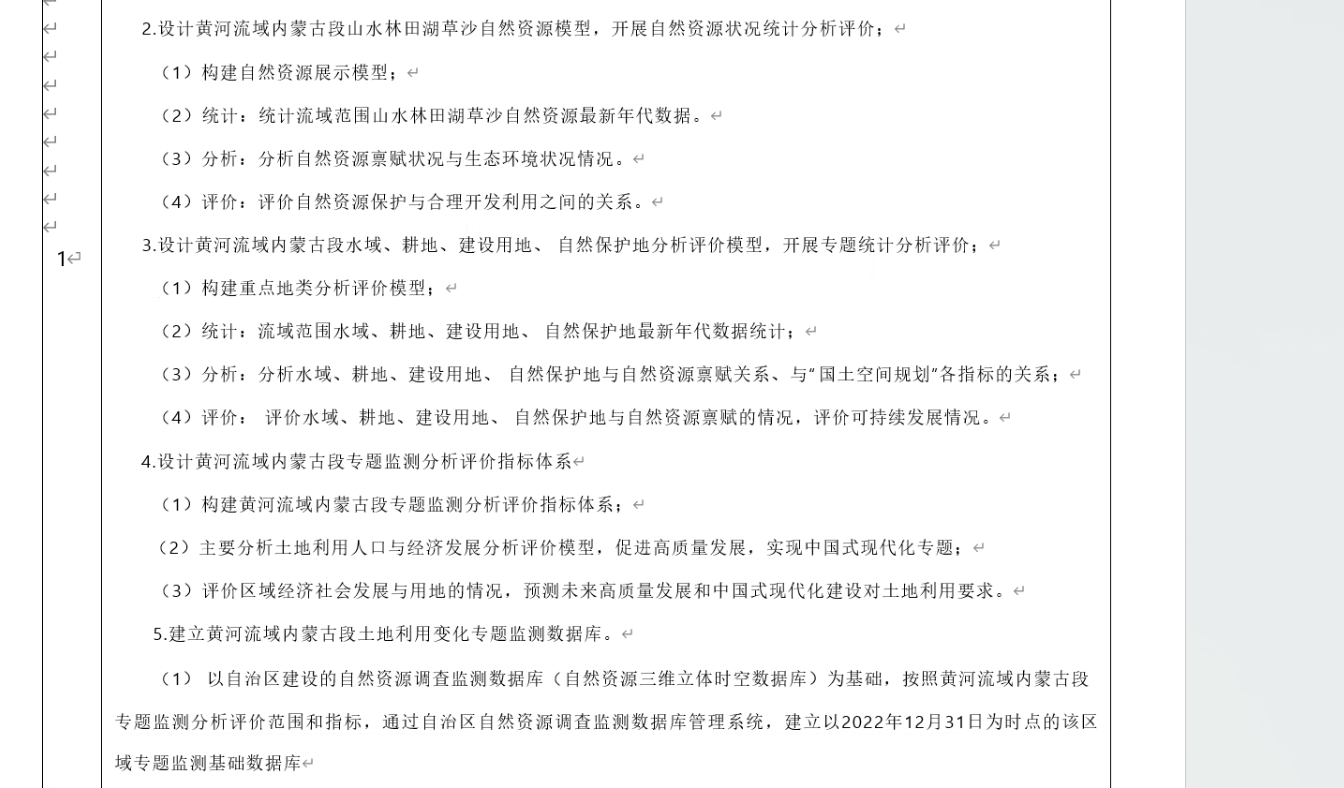 2.设计黄河流域内蒙古段山水林田湖草沙自然资源模型，开展自然资源状况统计分析评价；
（1）构建自然资源展示模型；
（2）统计：统计流域范围山水林田湖草沙自然资源最新年代数据。
（3）分析：分析自然资源禀赋状况与生态环境状况情况。
（4）评价：评价自然资源保护与合理开发利用之间的关系。
1
3.设计黄河流域内蒙古段水域、耕地、建设用地、 自然保护地分析评价模型，开展专题统计分析评价；
（1）构建重点地类分析评价模型；
（2）统计：流域范围水域、耕地、建设用地、 自然保护地最新年代数据统计；
（3）分析：分析水域、耕地、建设用地、 自然保护地与自然资源禀赋关系、与“国土空间规划”各指标的关系；
（4）评价： 评价水域、耕地、建设用地、 自然保护地与自然资源禀赋的情况，评价可持续发展情况。
4.设计黄河流域内蒙古段专题监测分析评价指标体系
（1）构建黄河流域内蒙古段专题监测分析评价指标体系；
（2）主要分析土地利用人口与经济发展分析评价模型，促进高质量发展，实现中国式现代化专题；
（3）评价区域经济社会发展与用地的情况，预测未来高质量发展和中国式现代化建设对土地利用要求。
5.建立黄河流域内蒙古段土地利用变化专题监测数据库。
（1） 以自治区建设的自然资源调查监测数据库（自然资源三维立体时空数据库）为基础，按照黄河流域内蒙古段
专题监测分析评价范围和指标，通过自治区自然资源调查监测数据库管理系统，建立以2022年12月31日为时点的该区
域专题监测基础数据库